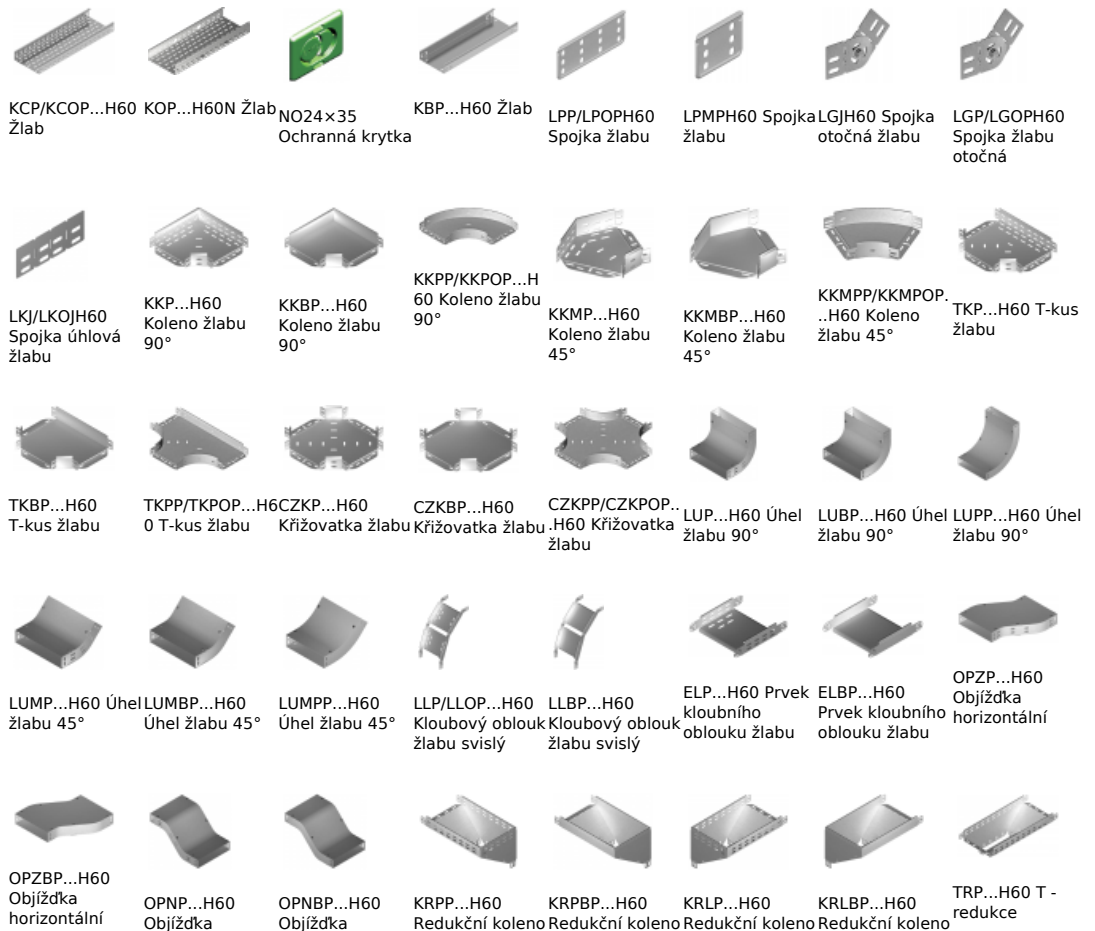 KCP/KCOP...H60
Žlab
KOP...H60N Žlab
NO24×35
Ochranná krytka
KBP...H60 Žlab
LPP/LPOPH60
Spojka žlabu
LPMPH60 Spojka
žlabu
LGJH60 Spojka
otočná žlabu
LGP/LGOPH60
Spojka žlabu
otočná
LKJ/LKOJH60
Spojka úhlová
žlabu
KKP...H60
Koleno žlabu
90°
KKBP...H60
Koleno žlabu
90°
KKPP/KKPOP...H
60 Koleno žlabu
90°
KKMP...H60
Koleno žlabu
45°
KKMBP...H60
Koleno žlabu
45°
KKMPP/KKMPOP.
..H60 Koleno
žlabu 45°
TKP...H60 T-kus
žlabu
TKBP...H60
T-kus žlabu
TKPP/TKPOP...H6
0 T-kus žlabu
CZKP...H60
Křižovatka žlabu
CZKBP...H60
Křižovatka žlabu
CZKPP/CZKPOP..
.H60 Křižovatka
žlabu
LUP...H60 Úhel
žlabu 90°
LUBP...H60 Úhel
žlabu 90°
LUPP...H60 Úhel
žlabu 90°
LUMP...H60 Úhel
žlabu 45°
LUMBP...H60
Úhel žlabu 45°
LUMPP...H60
Úhel žlabu 45°
LLP/LLOP...H60
Kloubový oblouk
žlabu svislý
LLBP...H60
Kloubový oblouk
žlabu svislý
ELP...H60 Prvek
kloubního
oblouku žlabu
ELBP...H60
Prvek kloubního
oblouku žlabu
OPZP...H60
Objížďka
horizontální
OPZBP...H60
Objížďka
horizontální
OPNP...H60
Objížďka
OPNBP...H60
Objížďka
KRPP...H60
Redukční koleno
KRPBP...H60
Redukční koleno
KRLP...H60
Redukční koleno
KRLBP...H60
Redukční koleno
TRP...H60 T -
redukce